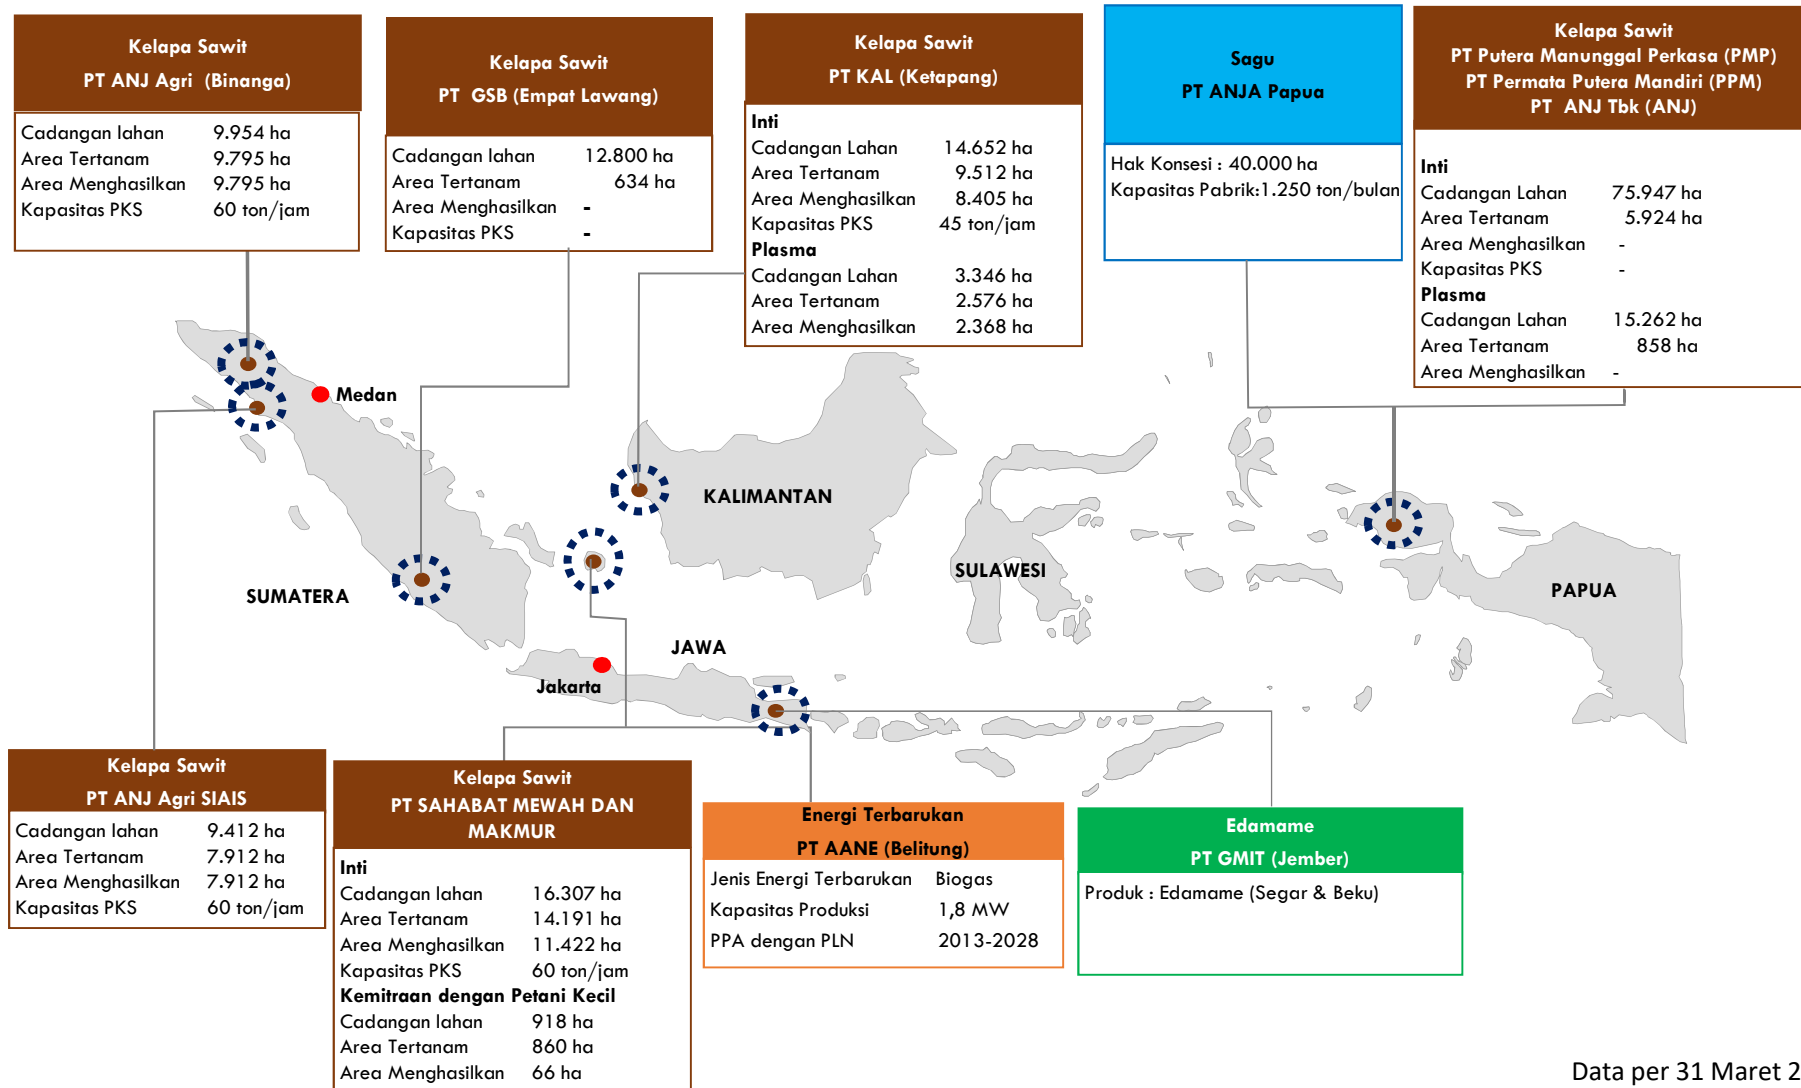 Kelapa Sawit
PT ANJ Agri (Binanga)
Cadangan lahan 9.954 ha
Area Tertanam 9.795 ha
Area Menghasilkan 9.795 ha
Kapasitas PKS 60 ton/jam
Kelapa Sawit
PT GSB (Empat Lawang)
Cadangan lahan 12.800 ha
Area Tertanam 634 ha
Area Menghasilkan -
Kapasitas PKS -
Kelapa Sawit
PT KAL (Ketapang)
Inti
Cadangan Lahan 14.652 ha
Area Tertanam 9.512 ha
Area Menghasilkan 8.405 ha
Kapasitas PKS 45 ton/jam
Plasma
Cadangan Lahan 3.346 ha
Area Tertanam 2.576 ha
Area Menghasilkan 2.368 ha
Sagu
PT ANJA Papua
Hak Konsesi : 40.000 ha
Kapasitas Pabrik:1.250 ton/bulan
Kelapa Sawit
PT Putera Manunggal Perkasa (PMP)
PT Permata Putera Mandiri (PPM)
PT ANJ Tbk (ANJ)
Inti
Cadangan Lahan 75.947 ha
Area Tertanam 5.924 ha
Area Menghasilkan -
Kapasitas PKS -
Plasma
Cadangan Lahan 15.262 ha
Area Tertanam 858 ha
Area Menghasilkan -
Medan
KALIMANTAN
SULAWESI
SUMATERA
PAPUA
JAWA
Jakarta
Kelapa Sawit
PT ANJ Agri SIAIS
Cadangan lahan 9.412 ha
Area Tertanam 7.912 ha
Area Menghasilkan 7.912 ha
Kapasitas PKS 60 ton/jam
Kelapa Sawit
PT SAHABAT MEWAH DAN
MAKMUR
Inti
Cadangan lahan 16.307 ha
Area Tertanam 14.191 ha
Area Menghasilkan 11.422 ha
Kapasitas PKS 60 ton/jam
Kemitraan dengan Petani Kecil
Cadangan lahan 918 ha
Area Tertanam 860 ha
Area Menghasilkan 66 ha
Energi Terbarukan
PT AANE (Belitung)
Jenis Energi Terbarukan Biogas
Kapasitas Produksi 1,8 MW
PPA dengan PLN 2013-2028
Edamame
PT GMIT (Jember)
Produk : Edamame (Segar & Beku)
Data per 31 Maret 2